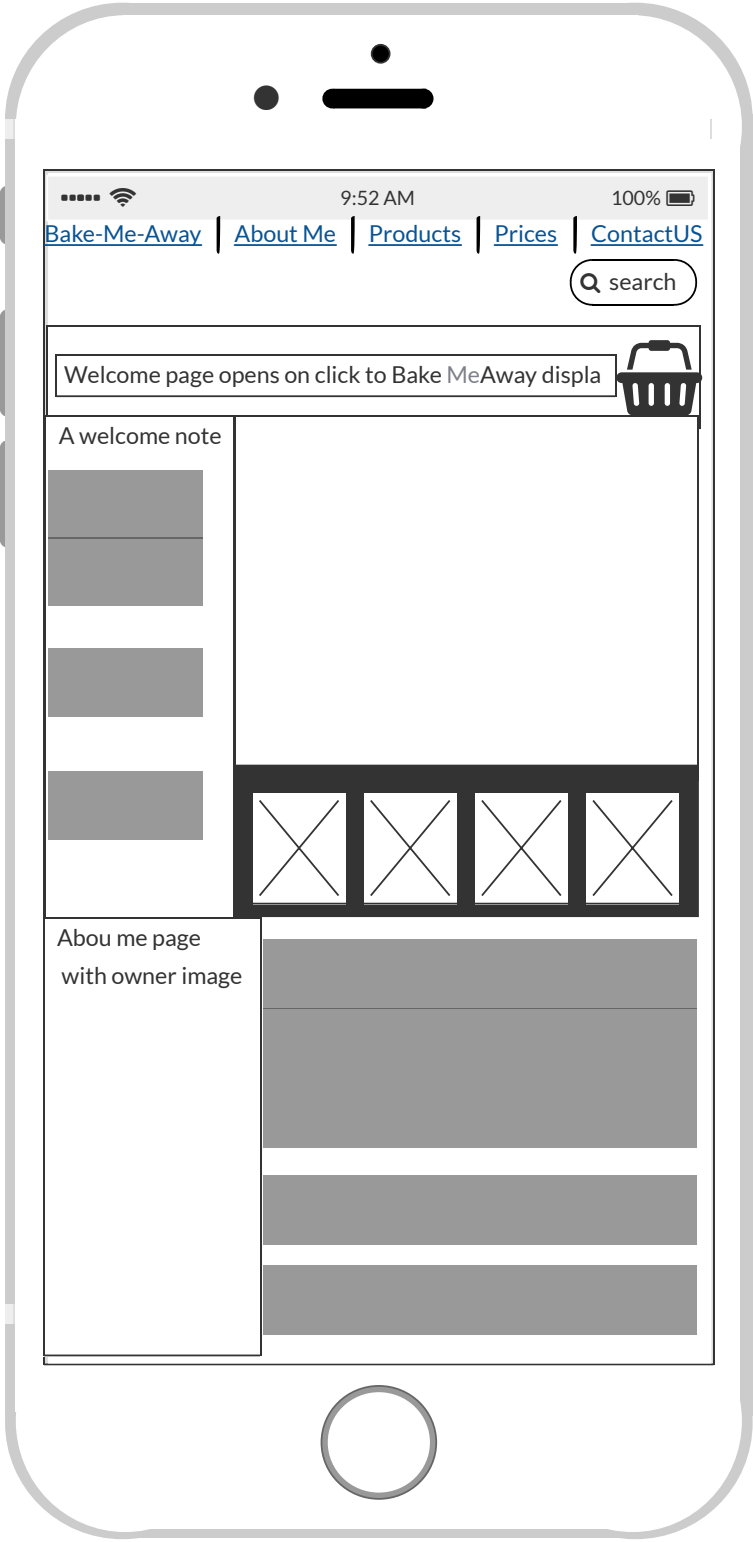 9:52 AM 100%
Bake-Me-Away About Me Products Prices ContactUS
search
Welcome page opens on click to Bake MeAway displa
A welcome note
Abou me page
with owner image